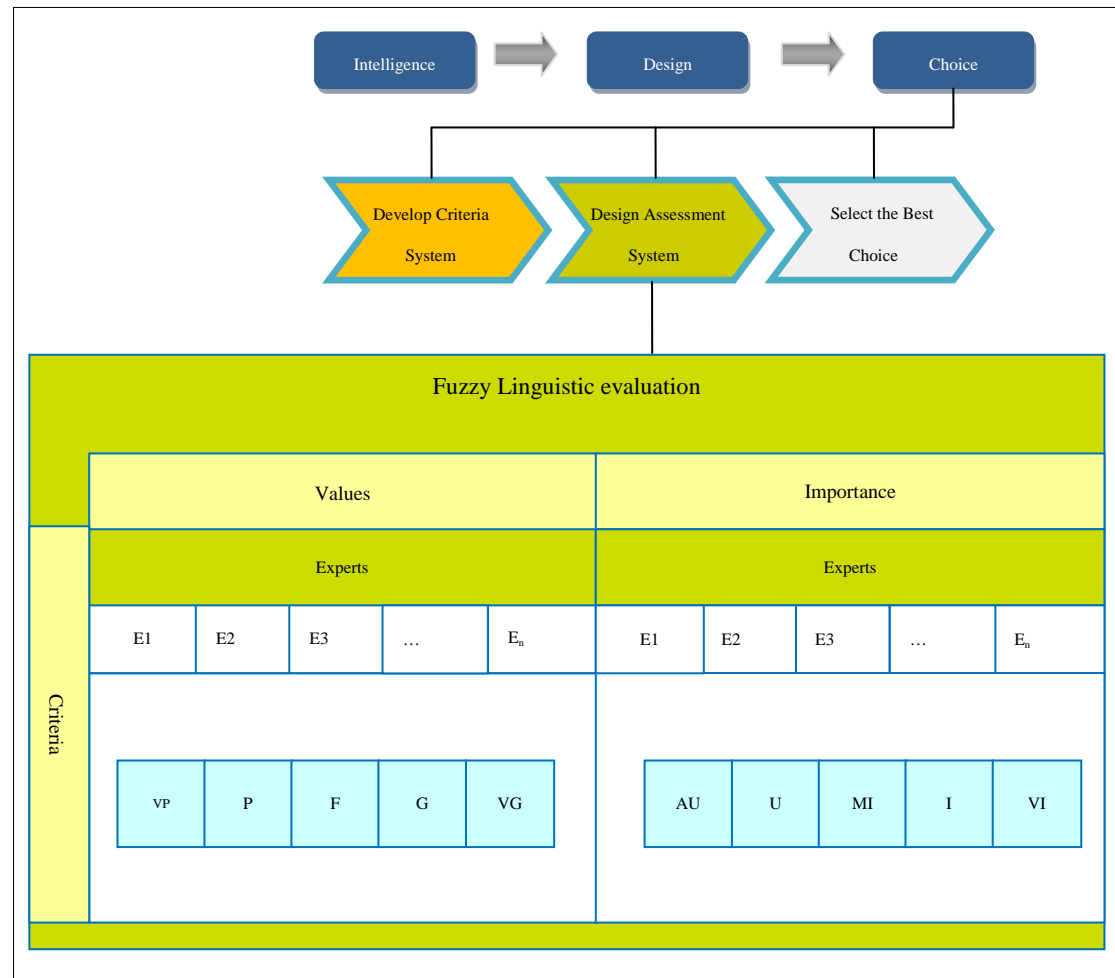 Intelligence
Design
Choice
Develop Criteria
System
Design Assessment
System
Select the Best
Choice
Fuzzy Linguistic evaluation
Values
Importance
Experts
Experts
E1
E2
E3
…
Eₙ
E1
E2
E3
…
Eₙ
Criteria
VP
P
F
G
VG
AU
U
MI
I
VI